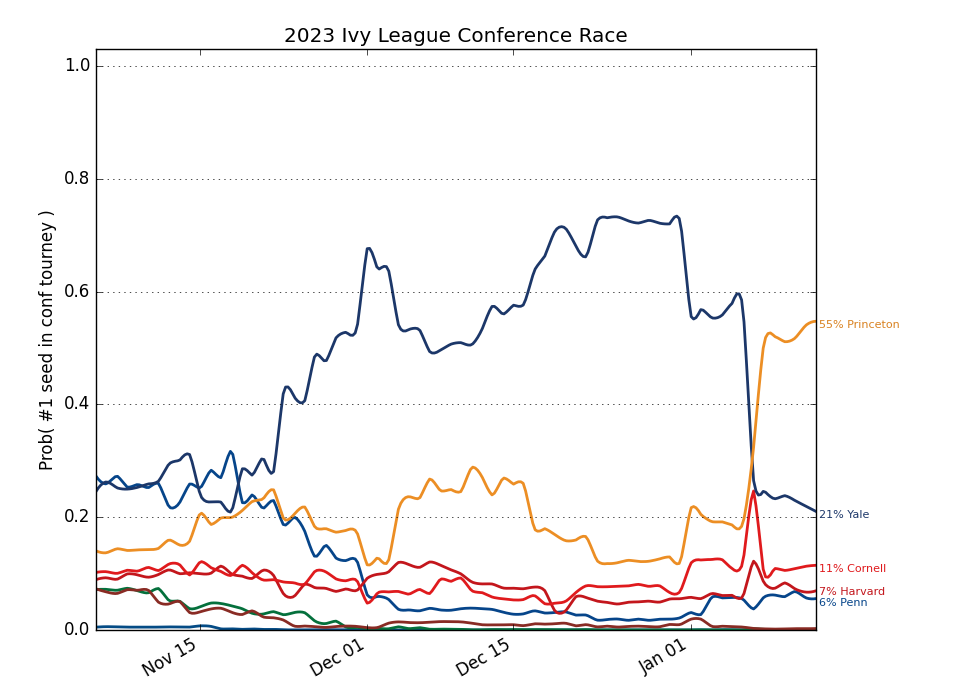 2023 Ivy League Conference Race
Prob( #1 seed in conf tourney )
1.0
0.8
0.6
0.4
0.2
0.0
Nov 15
Dec 01
Dec 15
Jan 01
55% Princeton
21% Yale
11% Cornell
7% Harvard
6% Penn